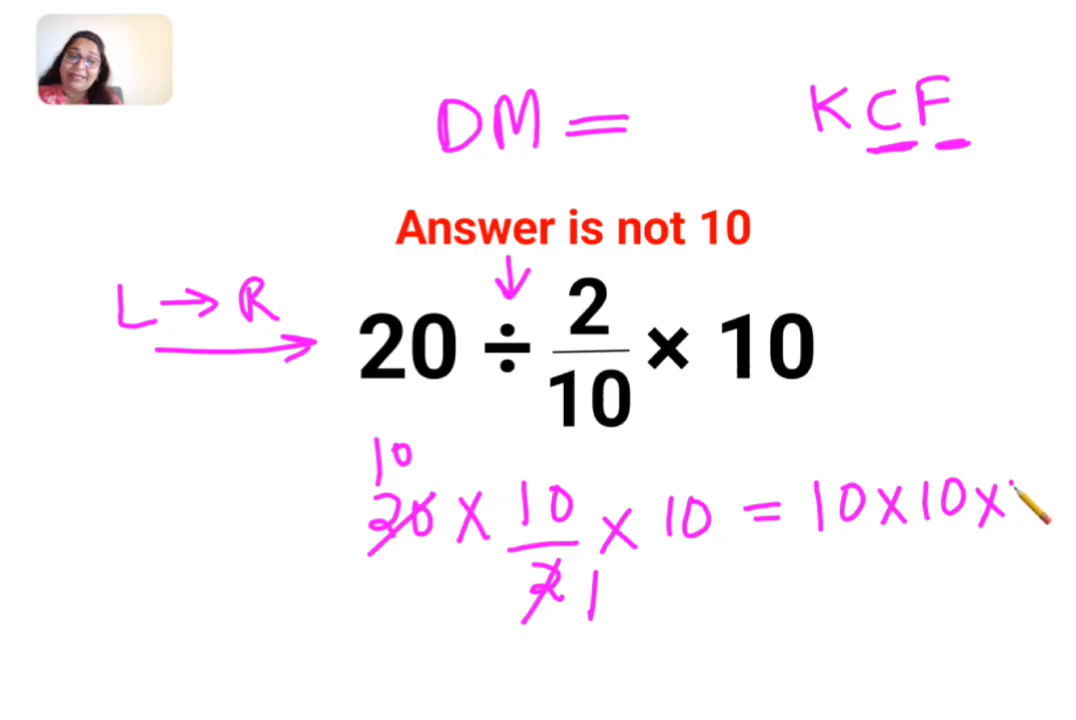 DM = KCF
Answer is not 10
L → R
20 ÷ 2/10 × 10
10
20 × 10/2 × 10 = 10 × 10 ×
1